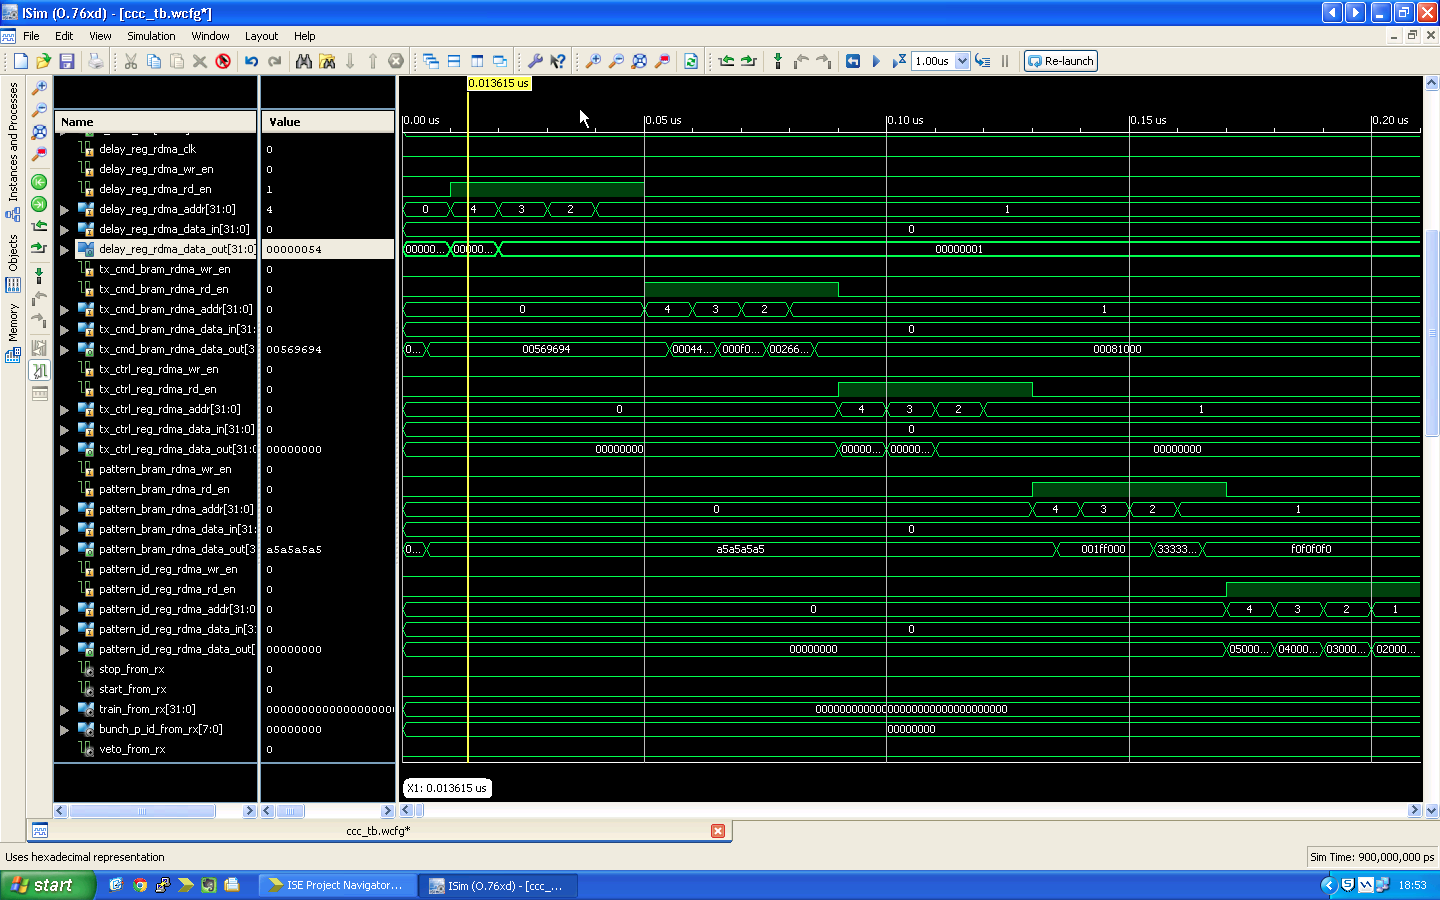 ISim (O.76xd) - [ccc_tb.wcfg*]
File Edit View Simulation Window Layout Help
1.00us Re-launch
0.013615 us
Name Value
0.00 us 0.05 us 0.10 us 0.15 us 0.20 us
delay_reg_rdma_clk 0
delay_reg_rdma_wr_en 0
delay_reg_rdma_rd_en 1
delay_reg_rdma_addr[31:0] 4 0 4 3 2 1
delay_reg_rdma_data_in[31:0] 0 0
delay_reg_rdma_data_out[31:0] 00000054 00000... 00000... 00000001
tx_cmd_bram_rdma_wr_en 0
tx_cmd_bram_rdma_rd_en 0
tx_cmd_bram_rdma_addr[31:0] 0 0 4 3 2 1
tx_cmd_bram_rdma_data_in[31: 0 0
tx_cmd_bram_rdma_data_out[3 00569694 0... 00569694 00044... 000f0... 00266... 00081000
tx_ctrl_reg_rdma_wr_en 0
tx_ctrl_reg_rdma_rd_en 0
tx_ctrl_reg_rdma_addr[31:0] 0 0 4 3 2 1
tx_ctrl_reg_rdma_data_in[31:0] 0 0
tx_ctrl_reg_rdma_data_out[31:0 00000000 00000000 00000... 00000... 00000000
pattern_bram_rdma_wr_en 0
pattern_bram_rdma_rd_en 0
pattern_bram_rdma_addr[31:0] 0 0 4 3 2 1
pattern_bram_rdma_data_in[31: 0 0
pattern_bram_rdma_data_out[3 a5a5a5a5 0... a5a5a5a5 001ff000 33333... f0f0f0f0
pattern_id_reg_rdma_wr_en 0
pattern_id_reg_rdma_rd_en 0
pattern_id_reg_rdma_addr[31:0 0 0 4 3 2 1
pattern_id_reg_rdma_data_in[3: 0 0
pattern_id_reg_rdma_data_out[ 00000000 00000000 05000... 04000... 03000... 02000...
stop_from_rx 0
start_from_rx 0
train_from_rx[31:0] 00000000000000000 00000000000000000000000000000000
bunch_p_id_from_rx[7:0] 00000000 00000000
veto_from_rx 0
X1: 0.013615 us
Instances and Processes
Objects
Memory
ccc_tb.wcfg*
Uses hexadecimal representation Sim Time: 900,000,000 ps
start ISE Project Navigator... ISim (O.76xd) - [ccc_... 18:53